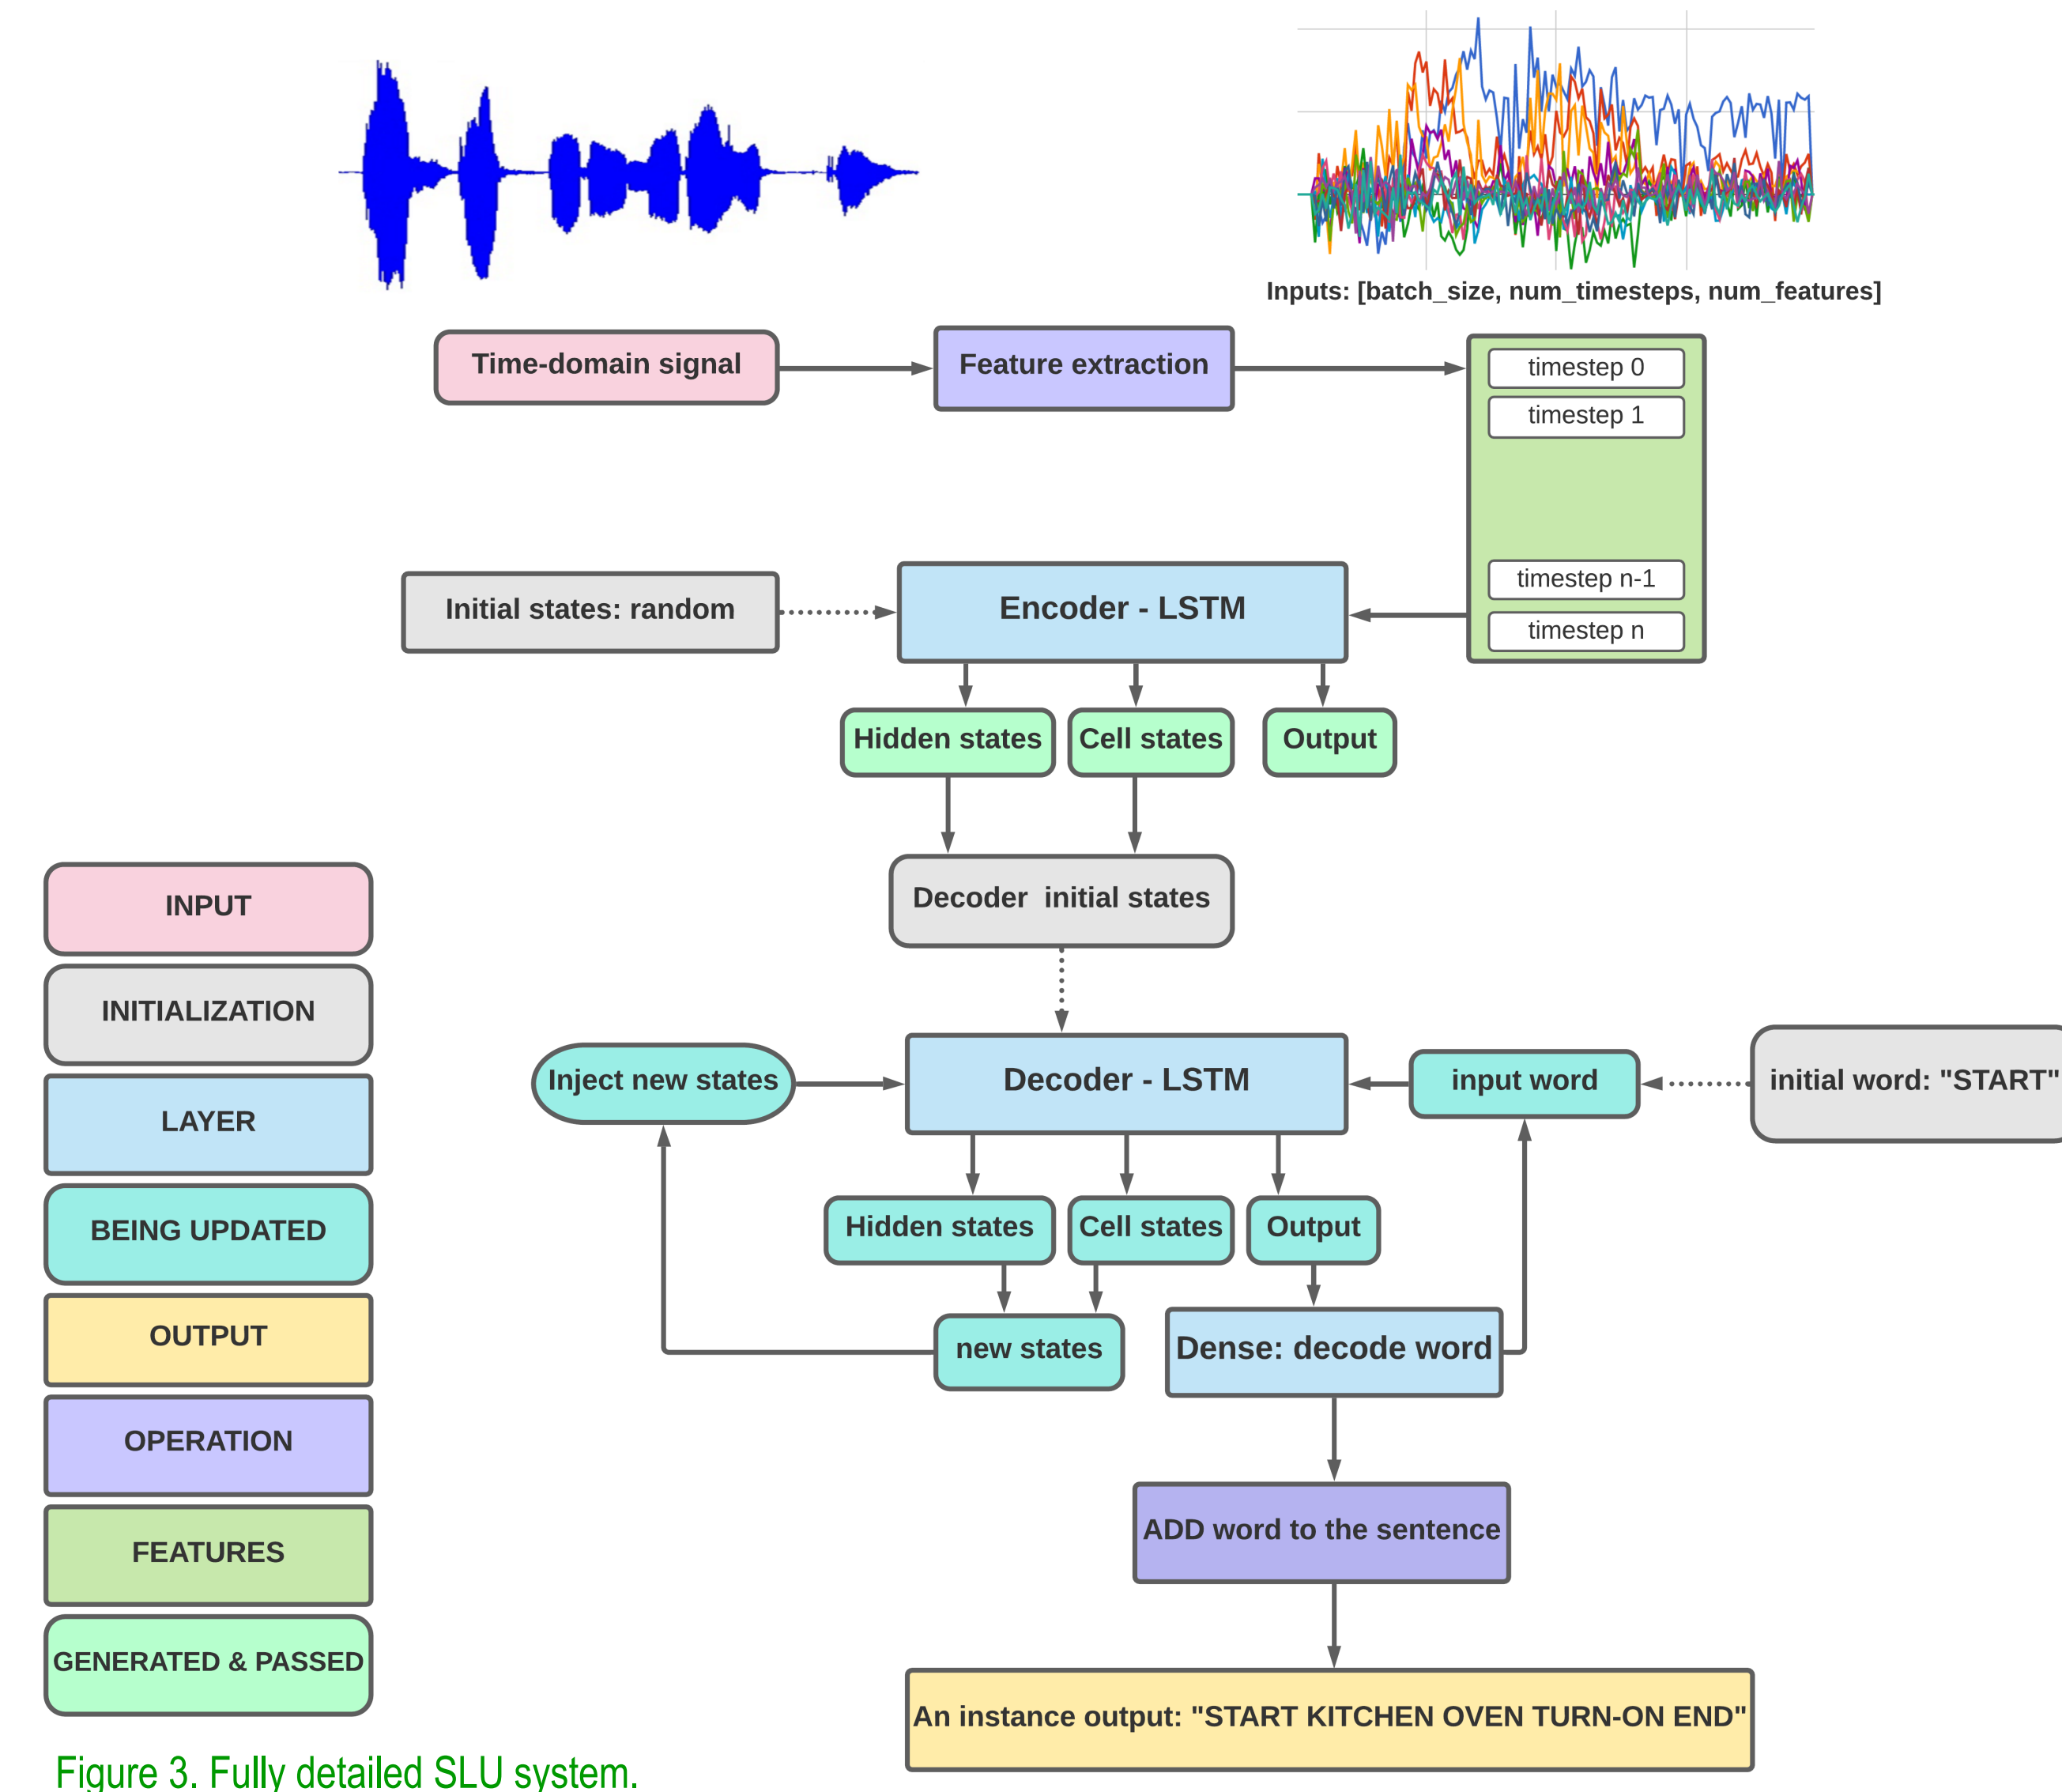 Inputs: [batch_size, num_timesteps, num_features]
Time-domain signal
Feature extraction
timestep 0
timestep 1
timestep n-1
timestep n
Initial states: random
Encoder - LSTM
Hidden states
Cell states
Output
Decoder  initial states
Inject new states
Decoder - LSTM
input word
initial word: "START"
Hidden states
Cell states
Output
new states
Dense: decode word
ADD word to the sentence
An instance output: "START KITCHEN OVEN TURN-ON END"
INPUT
INITIALIZATION
LAYER
BEING UPDATED
OUTPUT
OPERATION
FEATURES
GENERATED & PASSED
Figure 3. Fully detailed SLU system.